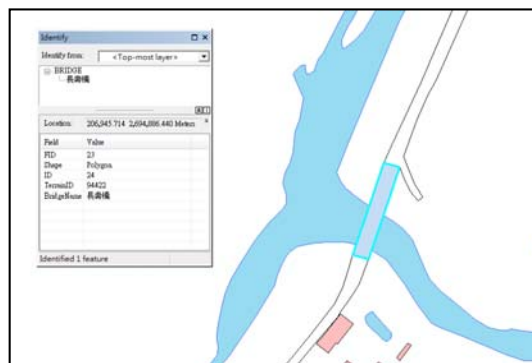 Identify
Identify from: <Top-most layer>
BRIDGE
長壽橋
Location: 206,945.714 2,694,886.440 Meters
Field Value
FID 23
Shape Polygon
ID 24
TerrainID 94422
BridgeName 長壽橋
Identified 1 feature